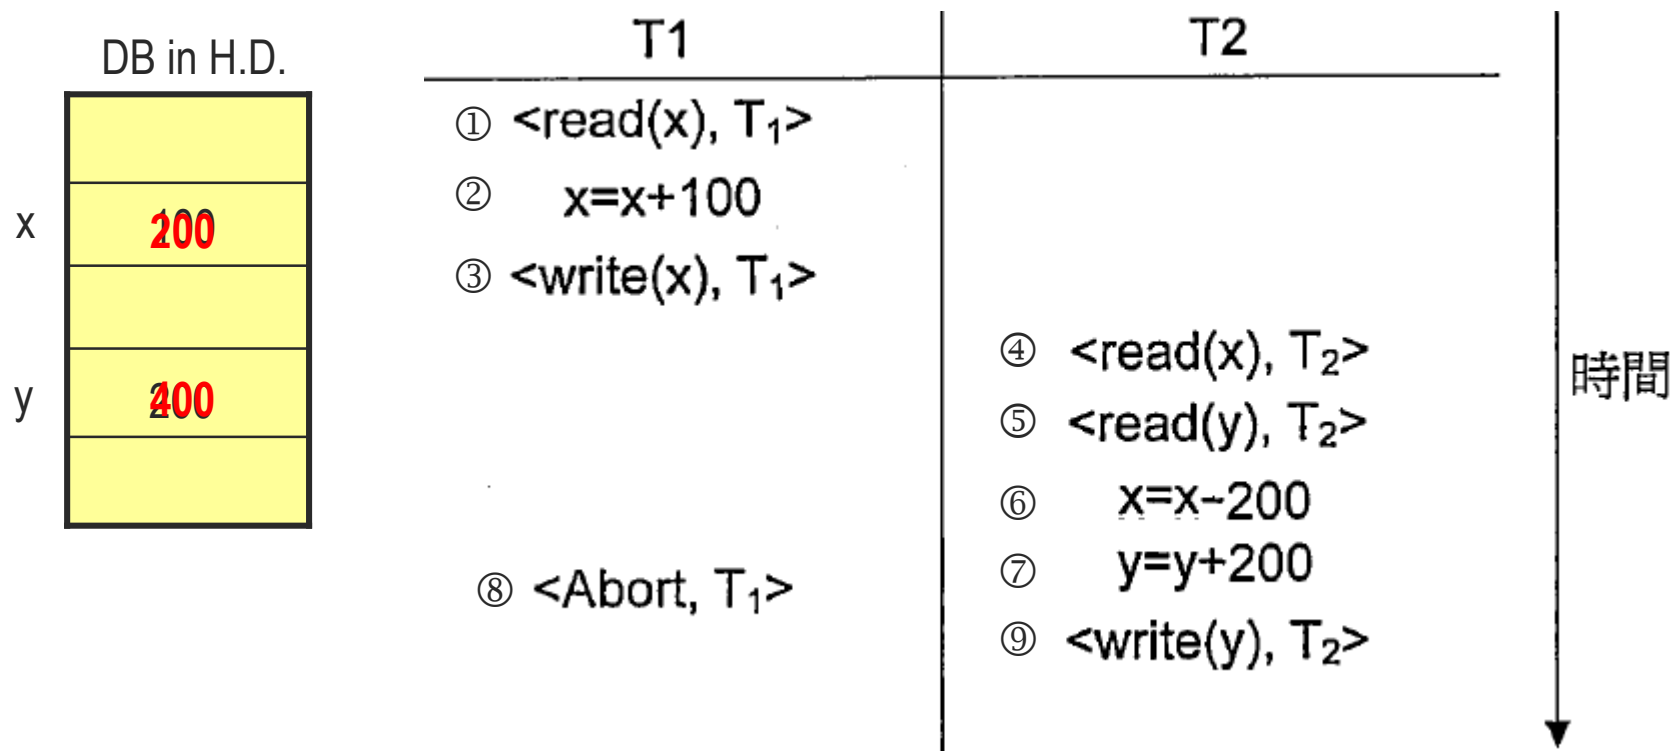 DB in H.D.
x
200
y
400
T1
T2
① <read(x), T₁>
② x=x+100
③ <write(x), T₁>
④ <read(x), T₂>
⑤ <read(y), T₂>
⑥ x=x-200
⑦ y=y+200
⑧ <Abort, T₁>
⑨ <write(y), T₂>
時間